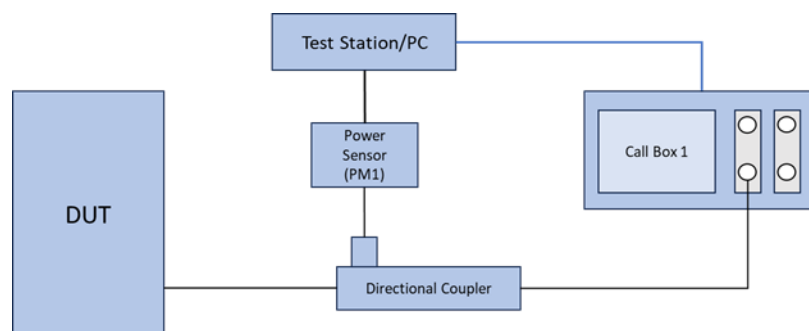 Test Station/PC
Power
Sensor
(PM1)
Call Box 1
DUT
Directional Coupler